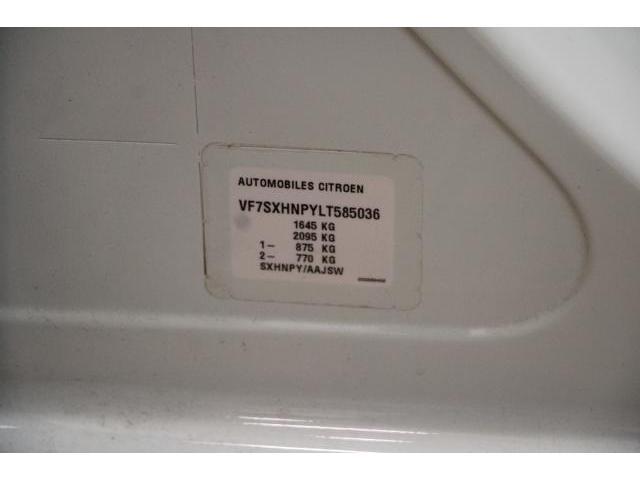 AUTOMOBILES CITROEN
VF7SXHNPYLT585036
1645 KG
2095 KG
1- 875 KG
2- 770 KG
SXHNPY/AAJSW